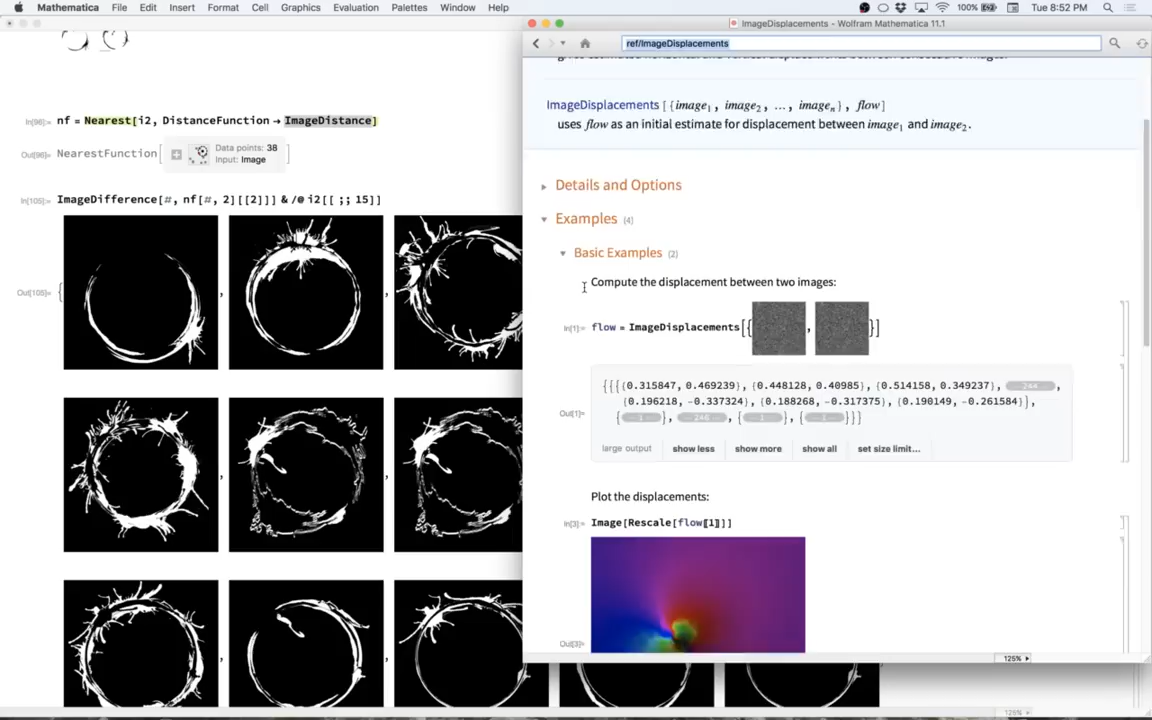 Mathematica File Edit Insert Format Cell Graphics Evaluation Palettes Window Help 100% Tue 8:52 PM
ImageDisplacements - Wolfram Mathematica 11.1
ref/ImageDisplacements
ImageDisplacements[{image1, image2, ..., imagen}, flow]
uses flow as an initial estimate for displacement between image1 and image2.
In[96]:= nf = Nearest[i2, DistanceFunction → ImageDistance]
Out[96]= NearestFunction[ Data points: 38
Input: Image ]
In[105]:= ImageDifference[#, nf[#, 2][[2]]] & /@ i2[[ ;; 15]]
Out[105]= { , ,
Details and Options
Examples (4)
Basic Examples (2)
Compute the displacement between two images:
In[1]:= flow = ImageDisplacements[{ , }]
{{{{0.315847, 0.469239}, {0.448128, 0.40985}, {0.514158, 0.349237}, 244 ,
{0.196218, -0.337324}, {0.188268, -0.317375}, {0.190149, -0.261584}},
Out[1]= { 1 }, 246 , { 1 }, { 1 }}}
large output show less show more show all set size limit...
Plot the displacements:
In[3]:= Image[Rescale[flow[[1]]]]
Out[3]=
125%
125%